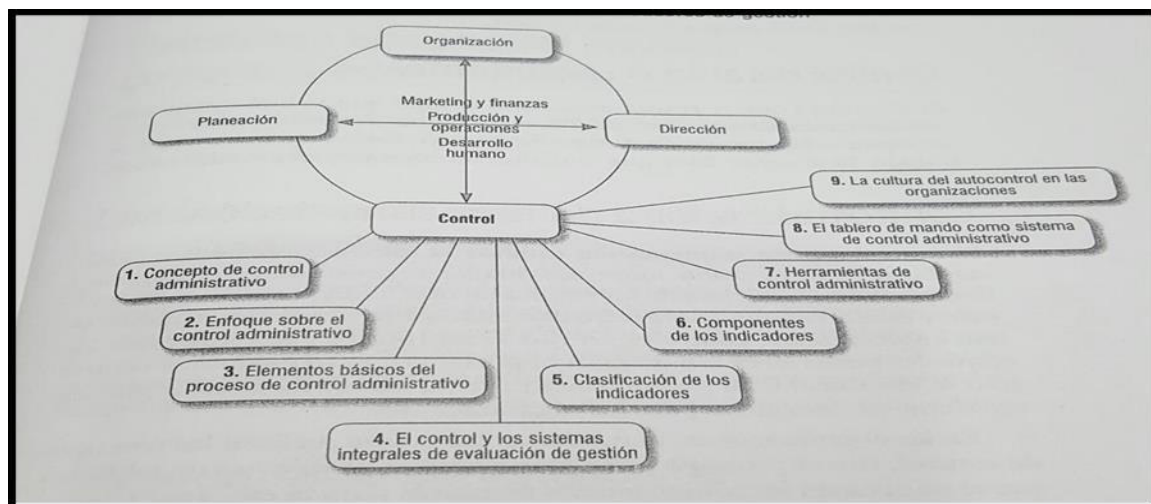 de gestión
Organización
Marketing y finanzas
Planeación
Producción y
operaciones
Dirección
Desarrollo
humano
Control
9. La cultura del autocontrol en las
organizaciones
8. El tablero de mando como sistema
de control administrativo
1. Concepto de control
administrativo
7. Herramientas de
control administrativo
2. Enfoque sobre el
control administrativo
6. Componentes
de los indicadores
3. Elementos básicos del
proceso de control administrativo
5. Clasificación de los
indicadores
4. El control y los sistemas
integrales de evaluación de gestión